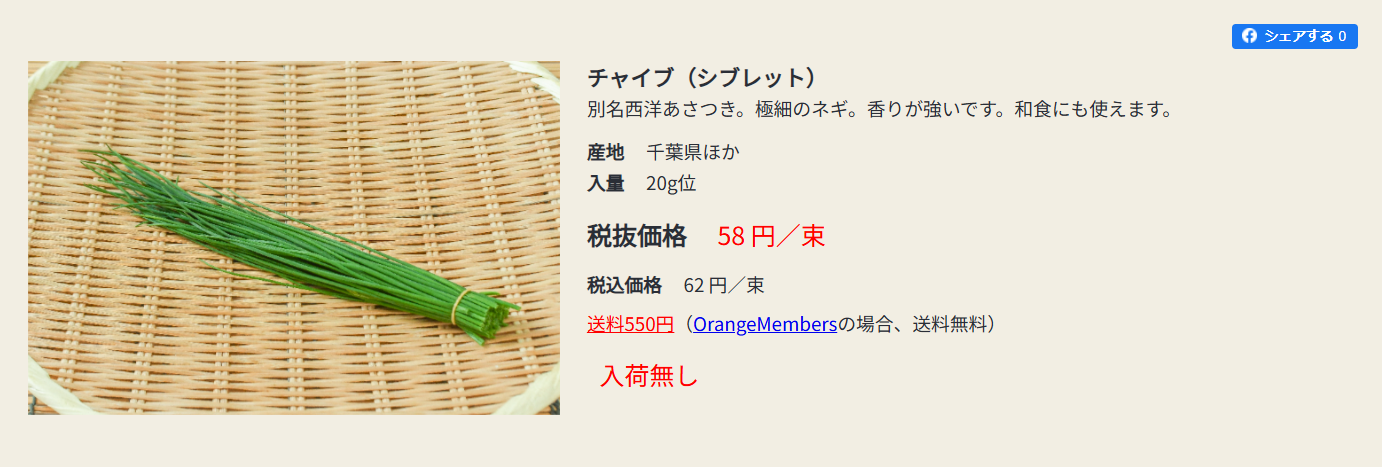 シェアする 0
チャイブ（シブレット）
別名西洋あさつき。極細のネギ。香りが強いです。和食にも使えます。
産地 千葉県ほか
入量 20g位
税抜価格 58 円／束
税込価格 62 円／束
送料550円（OrangeMembersの場合、送料無料）
入荷無し